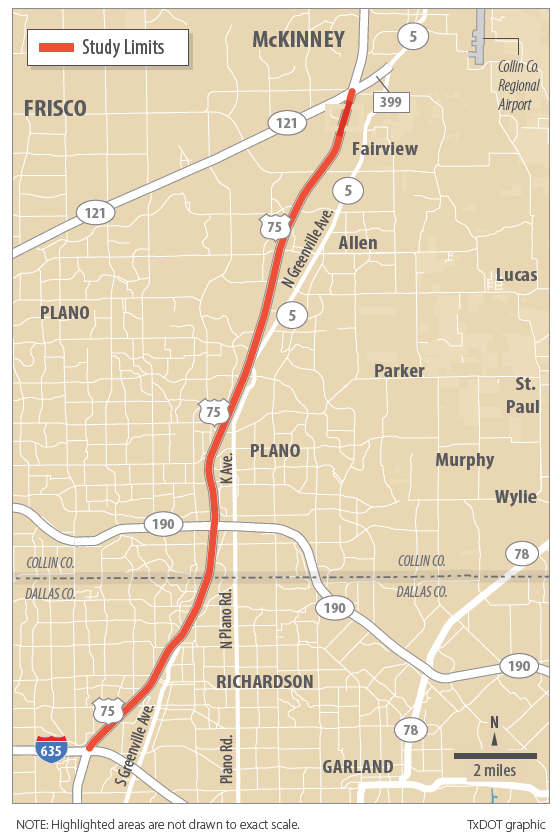 Study Limits
McKINNEY
5
Collin Co.
Regional
Airport
FRISCO
399
121
Fairview
5
121
75
N Greenville Ave.
Allen
Lucas
PLANO
5
Parker
St.
Paul
75
PLANO
K Ave.
Murphy
Wylie
190
78
COLLIN CO.
COLLIN CO.
DALLAS CO.
DALLAS CO.
N Plano Rd.
190
190
RICHARDSON
75
S Greenville Ave.
78
N
635
Plano Rd.
GARLAND
2 miles
NOTE: Highlighted areas are not drawn to exact scale.
TxDOT graphic